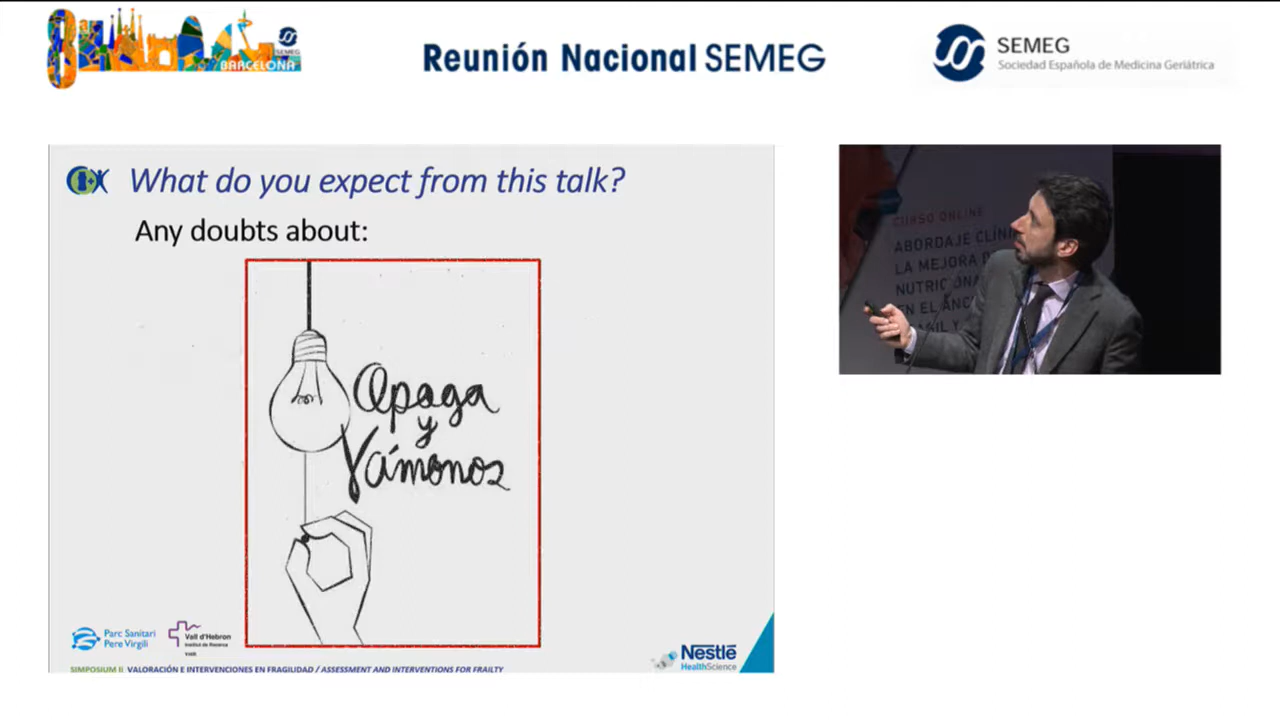 SEMEG
BARCELONA
Reunión Nacional SEMEG
SEMEG
Sociedad Española de Medicina Geriátrica
What do you expect from this talk?
Any doubts about:
Apaga
y
Vámonos
CURSO ONLINE
ABORDAJE CLÍN
LA MEJORA
NUTRICIONA
EN EL ANC
Parc Sanitari
Pere Virgili
Vall d'Hebron
Institut de Recerca
VHIR
Nestlé
HealthScience
SIMPOSIUM II VALORACIÓN E INTERVENCIONES EN FRAGILIDAD / ASSESSMENT AND INTERVENTIONS FOR FRAILTY